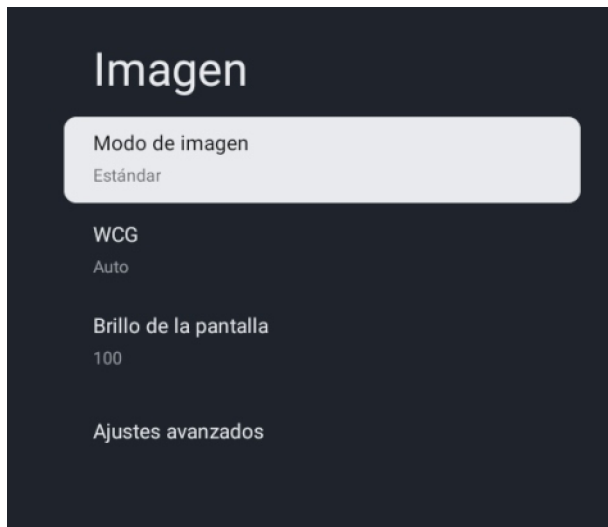 Imagen
Modo de imagen
Estándar
WCG
Auto
Brillo de la pantalla
100
Ajustes avanzados